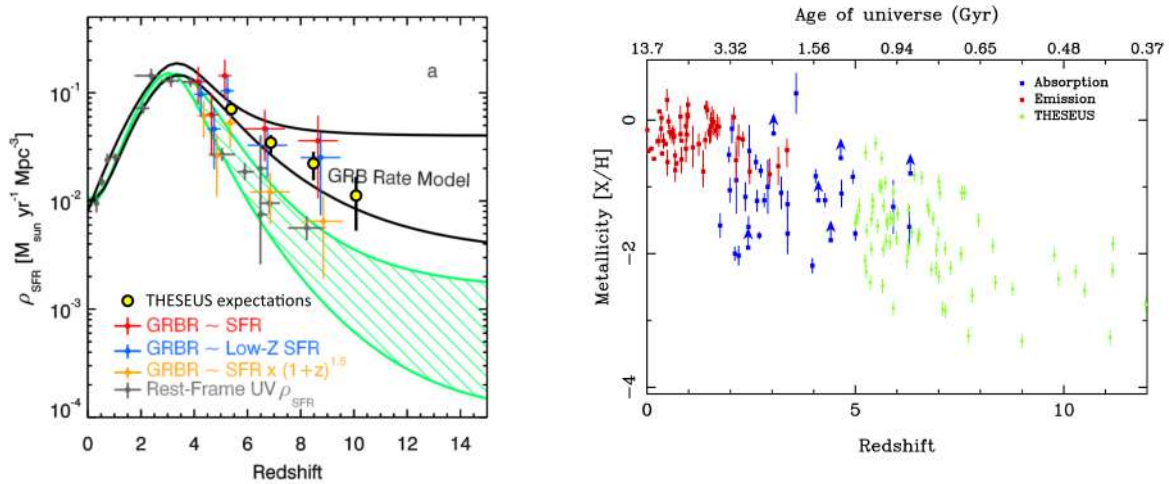 a
10⁻¹
10⁻²
10⁻³
10⁻⁴
ρSFR [Msun yr⁻¹ Mpc⁻³]
GRB Rate Model
THESEUS expectations
GRBR ~ SFR
GRBR ~ Low-Z SFR
GRBR ~ SFR x (1+z)¹·⁵
Rest-Frame UV ρSFR
0 2 4 6 8 10 12 14
Redshift
Age of universe (Gyr)
13.7 3.32 1.56 0.94 0.65 0.48 0.37
Absorption
Emission
THESEUS
Metallicity [X/H]
0
−2
−4
0 5 10
Redshift